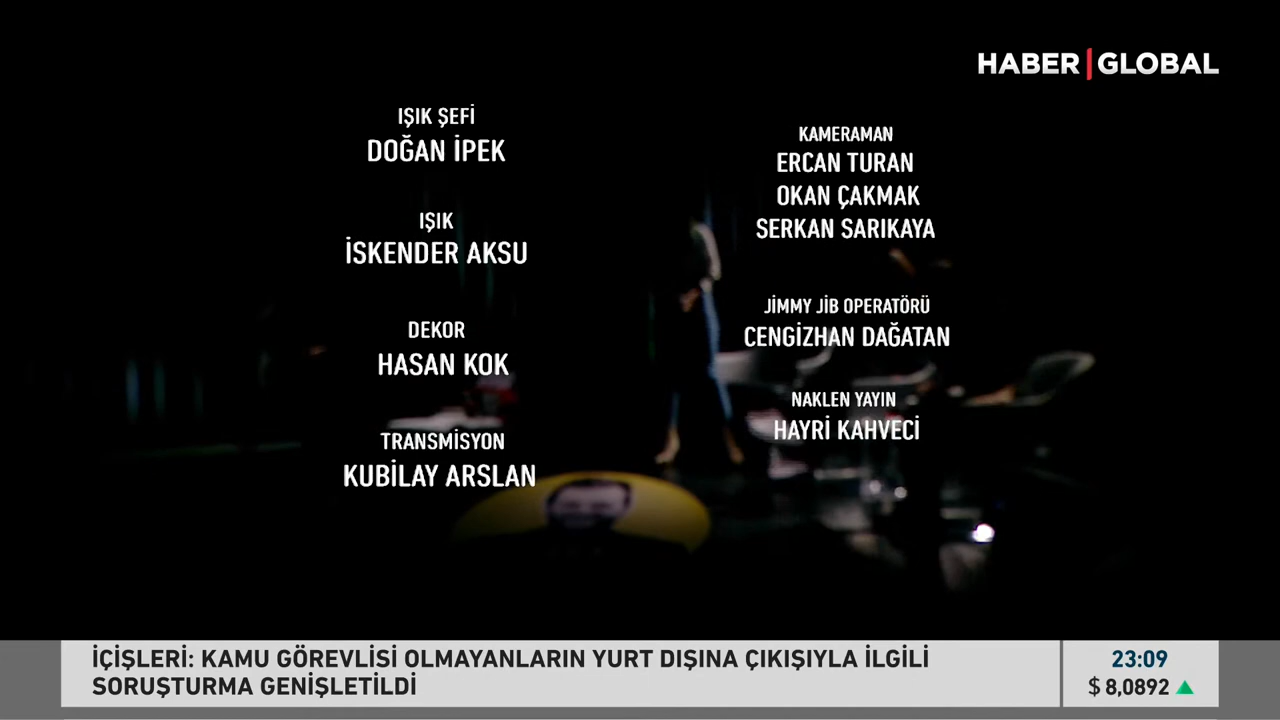 HABER GLOBAL
IŞIK ŞEFİ
DOĞAN İPEK
IŞIK
İSKENDER AKSU
DEKOR
HASAN KOK
TRANSMİSYON
KUBİLAY ARSLAN
KAMERAMAN
ERCAN TURAN
OKAN ÇAKMAK
SERKAN SARIKAYA
JİMMY JIB OPERATÖRÜ
CENGİZHAN DAĞATAN
NAKLEN YAYIN
HAYRİ KAHVECİ
İÇİŞLERİ: KAMU GÖREVLİSİ OLMAYANLARIN YURT DIŞINA ÇIKIŞIYLA İLGİLİ
SORUŞTURMA GENİŞLETİLDİ
23:09
$ 8,0892